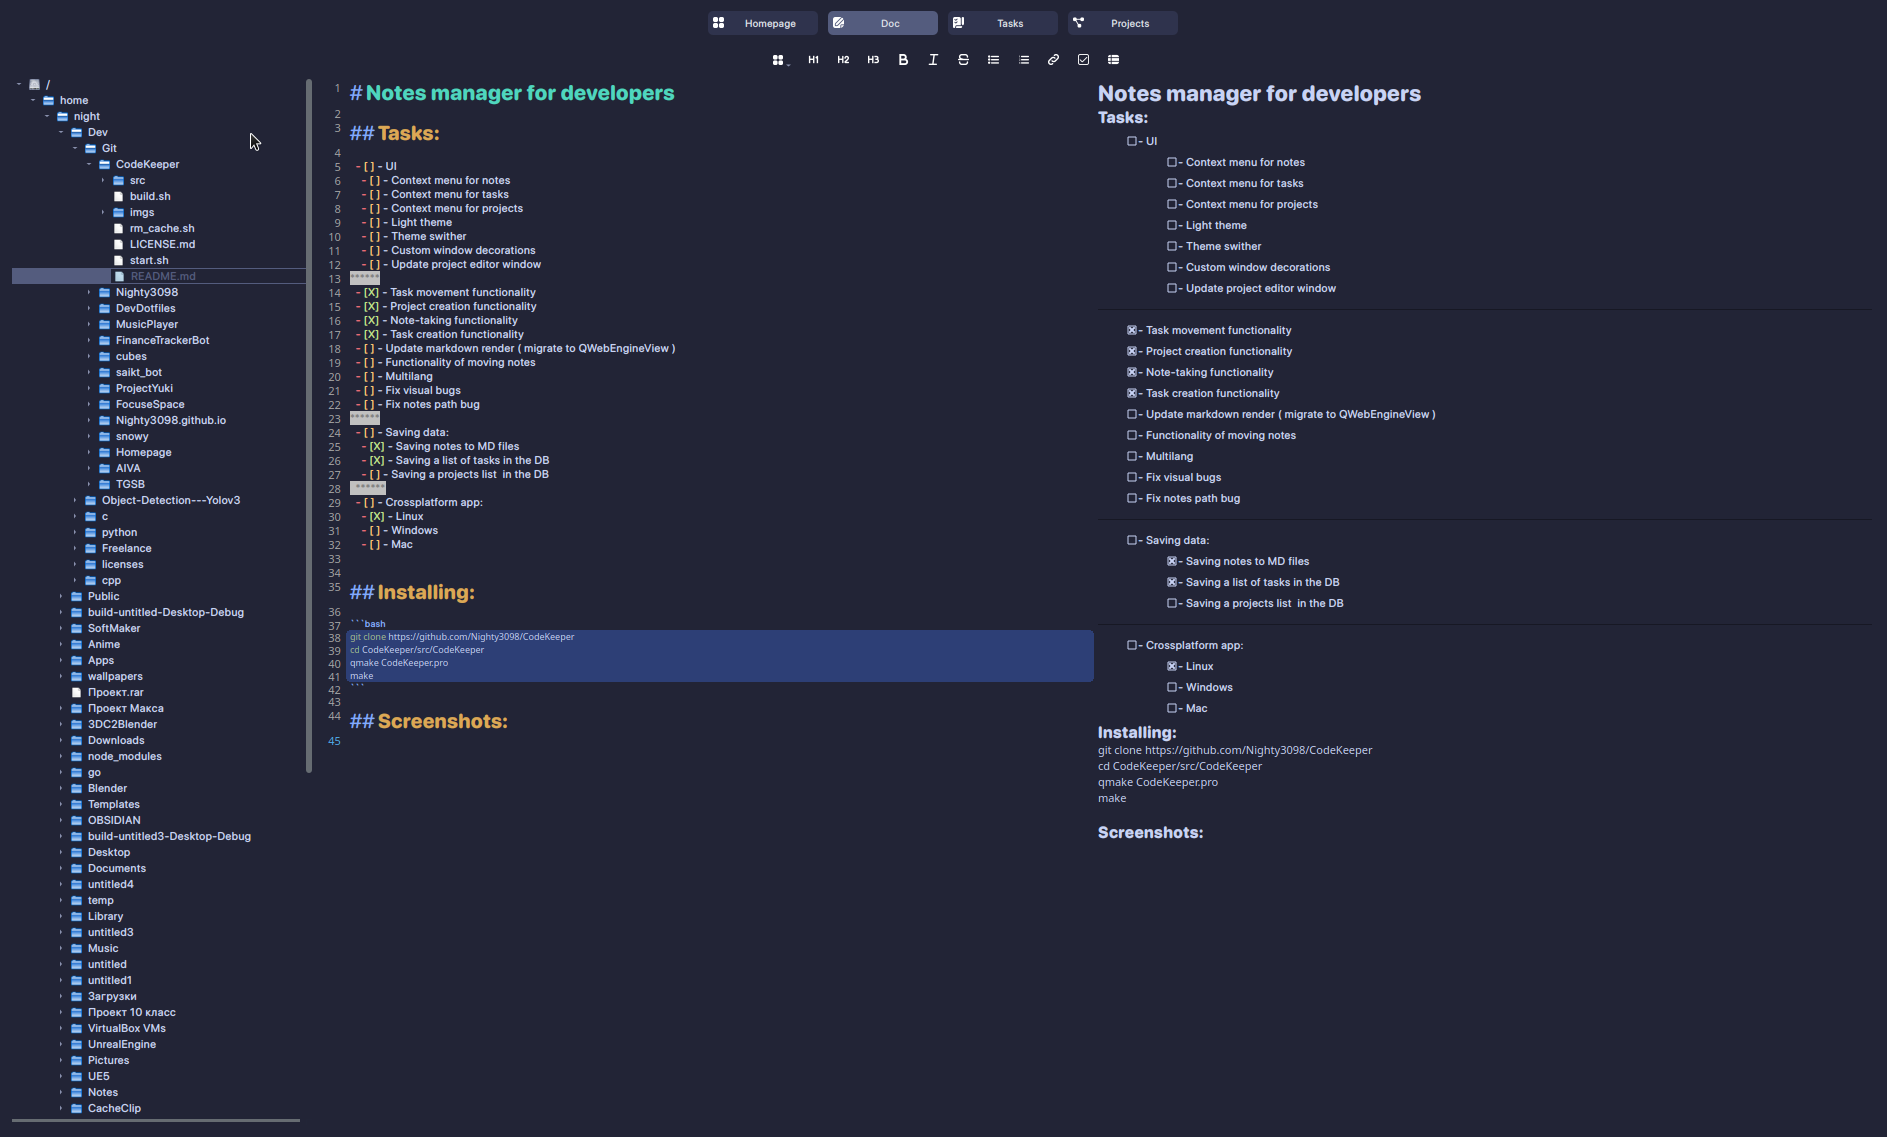 Homepage
Doc
Tasks
Projects
H1 H2 H3 B I S
/
home
night
Dev
Git
CodeKeeper
src
build.sh
imgs
rm_cache.sh
LICENSE.md
start.sh
README.md
Nighty3098
DevDotfiles
MusicPlayer
FinanceTrackerBot
cubes
saikt_bot
ProjectYuki
FocuseSpace
Nighty3098.github.io
snowy
Homepage
AIVA
TGSB
Object-Detection---Yolov3
c
python
Freelance
licenses
cpp
Public
build-untitled-Desktop-Debug
SoftMaker
Anime
Apps
wallpapers
Проект.rar
Проект Макса
3DC2Blender
Downloads
node_modules
go
Blender
Templates
OBSIDIAN
build-untitled3-Desktop-Debug
Desktop
Documents
untitled4
temp
Library
untitled3
Music
untitled
untitled1
Загрузки
Проект 10 класс
VirtualBox VMs
UnrealEngine
Pictures
UE5
Notes
CacheClip
1 # Notes manager for developers
2
3 ## Tasks:
4
5 - [ ] - UI
6 - [ ] - Context menu for notes
7 - [ ] - Context menu for tasks
8 - [ ] - Context menu for projects
9 - [ ] - Light theme
10 - [ ] - Theme swither
11 - [ ] - Custom window decorations
12 - [ ] - Update project editor window
13 ******
14 - [X] - Task movement functionality
15 - [X] - Project creation functionality
16 - [X] - Note-taking functionality
17 - [X] - Task creation functionality
18 - [ ] - Update markdown render ( migrate to QWebEngineView )
19 - [ ] - Functionality of moving notes
20 - [ ] - Multilang
21 - [ ] - Fix visual bugs
22 - [ ] - Fix notes path bug
23 ******
24 - [ ] - Saving data:
25 - [X] - Saving notes to MD files
26 - [X] - Saving a list of tasks in the DB
27 - [ ] - Saving a projects list  in the DB
28 ******
29 - [ ] - Crossplatform app:
30 - [X] - Linux
31 - [ ] - Windows
32 - [ ] - Mac
33
34
35 ## Installing:
36
37 ```bash
38 git clone https://github.com/Nighty3098/CodeKeeper
39 cd CodeKeeper/src/CodeKeeper
40 qmake CodeKeeper.pro
41 make
42 ```
43
44 ## Screenshots:
45
Notes manager for developers
Tasks:
☐ - UI
☐ - Context menu for notes
☐ - Context menu for tasks
☐ - Context menu for projects
☐ - Light theme
☐ - Theme swither
☐ - Custom window decorations
☐ - Update project editor window
☒ - Task movement functionality
☒ - Project creation functionality
☒ - Note-taking functionality
☒ - Task creation functionality
☐ - Update markdown render ( migrate to QWebEngineView )
☐ - Functionality of moving notes
☐ - Multilang
☐ - Fix visual bugs
☐ - Fix notes path bug
☐ - Saving data:
☒ - Saving notes to MD files
☒ - Saving a list of tasks in the DB
☐ - Saving a projects list  in the DB
☐ - Crossplatform app:
☒ - Linux
☐ - Windows
☐ - Mac
Installing:
git clone https://github.com/Nighty3098/CodeKeeper
cd CodeKeeper/src/CodeKeeper
qmake CodeKeeper.pro
make
Screenshots: